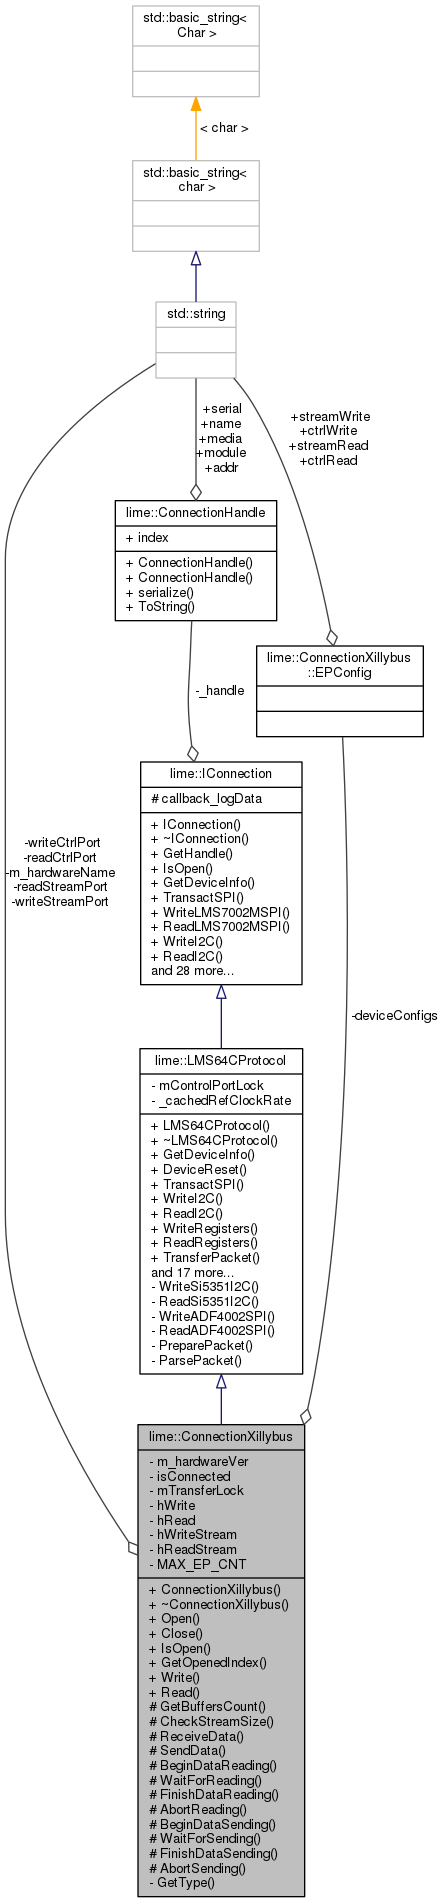 std::basic_string<
Char >
< char >
std::basic_string<
char >
std::string
+serial
+name
+media
+module
+addr
+streamWrite
+ctrlWrite
+streamRead
+ctrlRead
lime::ConnectionHandle
+ index
+ ConnectionHandle()
+ ConnectionHandle()
+ serialize()
+ ToString()
lime::ConnectionXillybus
::EPConfig
-_handle
lime::IConnection
# callback_logData
+ IConnection()
+ ~IConnection()
+ GetHandle()
+ IsOpen()
+ GetDeviceInfo()
+ TransactSPI()
+ WriteLMS7002MSPI()
+ ReadLMS7002MSPI()
+ WriteI2C()
+ ReadI2C()
and 28 more...
-writeCtrlPort
-readCtrlPort
-m_hardwareName
-readStreamPort
-writeStreamPort
-deviceConfigs
lime::LMS64CProtocol
- mControlPortLock
- _cachedRefClockRate
+ LMS64CProtocol()
+ ~LMS64CProtocol()
+ GetDeviceInfo()
+ DeviceReset()
+ TransactSPI()
+ WriteI2C()
+ ReadI2C()
+ WriteRegisters()
+ ReadRegisters()
+ TransferPacket()
and 17 more...
- WriteSi5351I2C()
- ReadSi5351I2C()
- WriteADF4002SPI()
- ReadADF4002SPI()
- PreparePacket()
- ParsePacket()
lime::ConnectionXillybus
- m_hardwareVer
- isConnected
- mTransferLock
- hWrite
- hRead
- hWriteStream
- hReadStream
- MAX_EP_CNT
+ ConnectionXillybus()
+ ~ConnectionXillybus()
+ Open()
+ Close()
+ IsOpen()
+ GetOpenedIndex()
+ Write()
+ Read()
# GetBuffersCount()
# CheckStreamSize()
# ReceiveData()
# SendData()
# BeginDataReading()
# WaitForReading()
# FinishDataReading()
# AbortReading()
# BeginDataSending()
# WaitForSending()
# FinishDataSending()
# AbortSending()
- GetType()